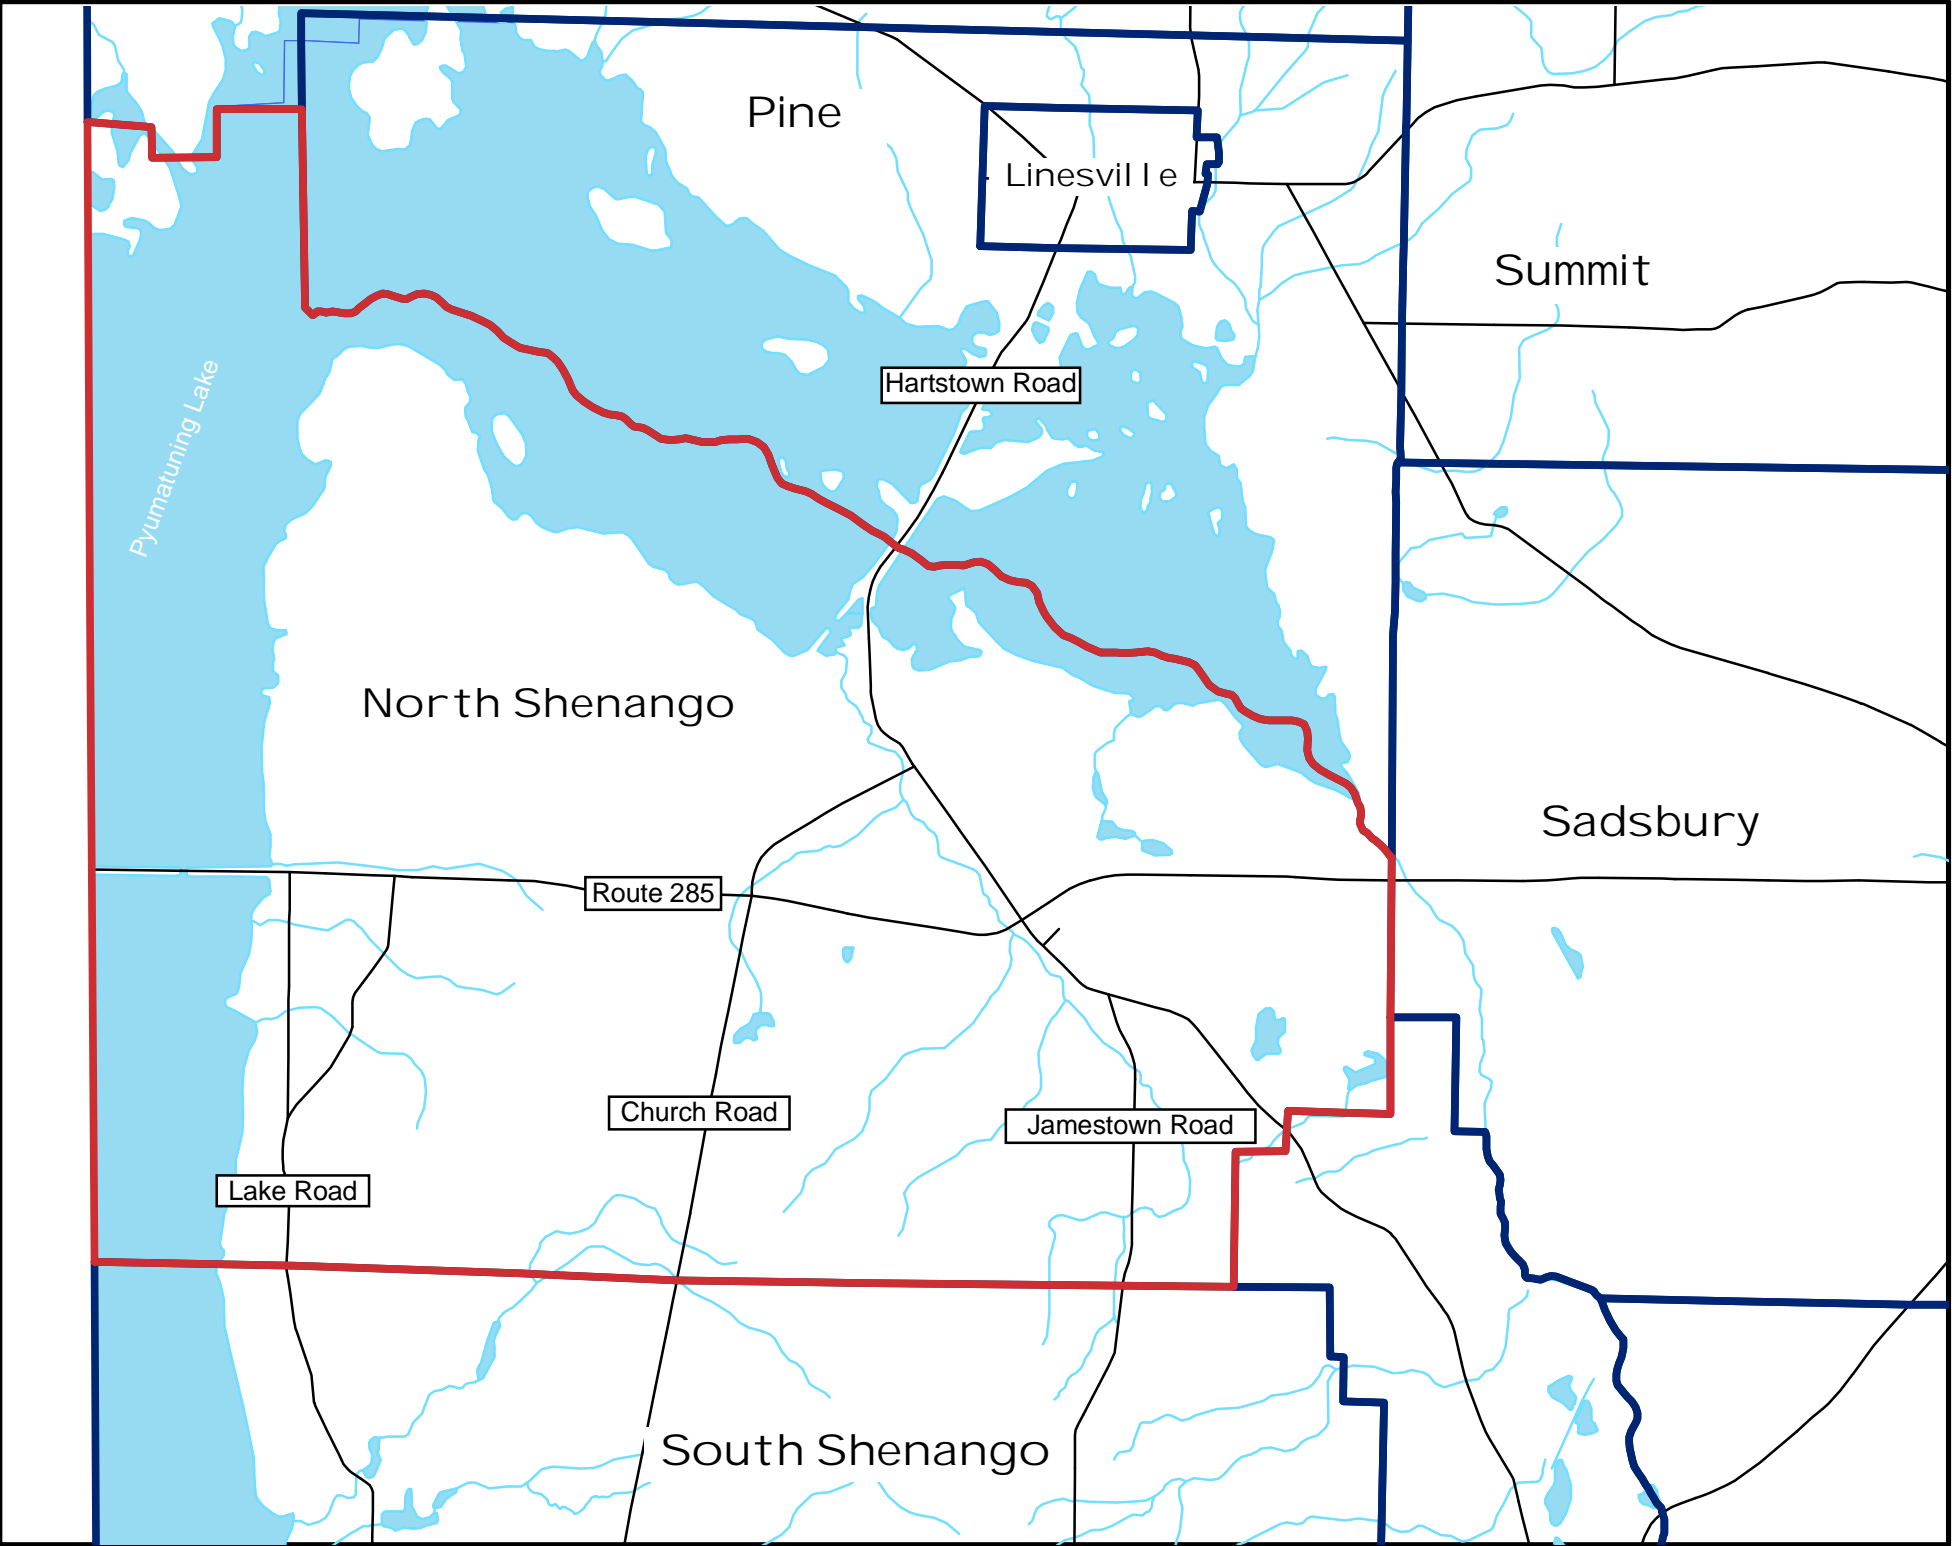 Pine
Linesville
Summit
Hartstown Road
Pyumatuning Lake
North Shenango
Sadsbury
Route 285
Church Road
Jamestown Road
Lake Road
South Shenango